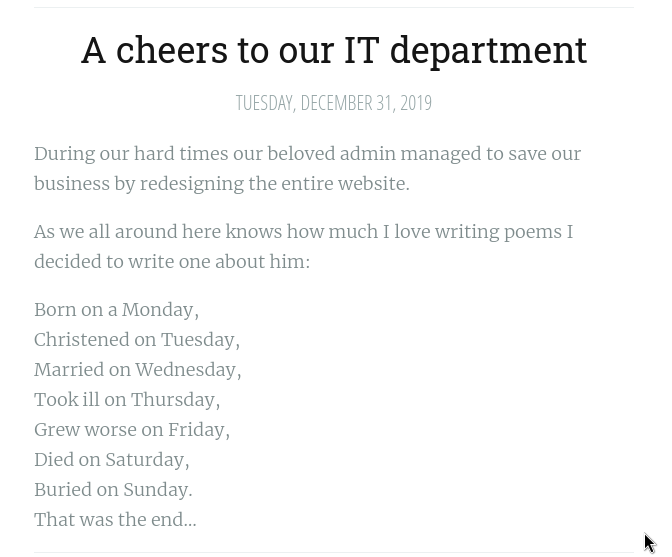 A cheers to our IT department
TUESDAY, DECEMBER 31, 2019
During our hard times our beloved admin managed to save our
business by redesigning the entire website.
As we all around here knows how much I love writing poems I
decided to write one about him:
Born on a Monday,
Christened on Tuesday,
Married on Wednesday,
Took ill on Thursday,
Grew worse on Friday,
Died on Saturday,
Buried on Sunday.
That was the end…